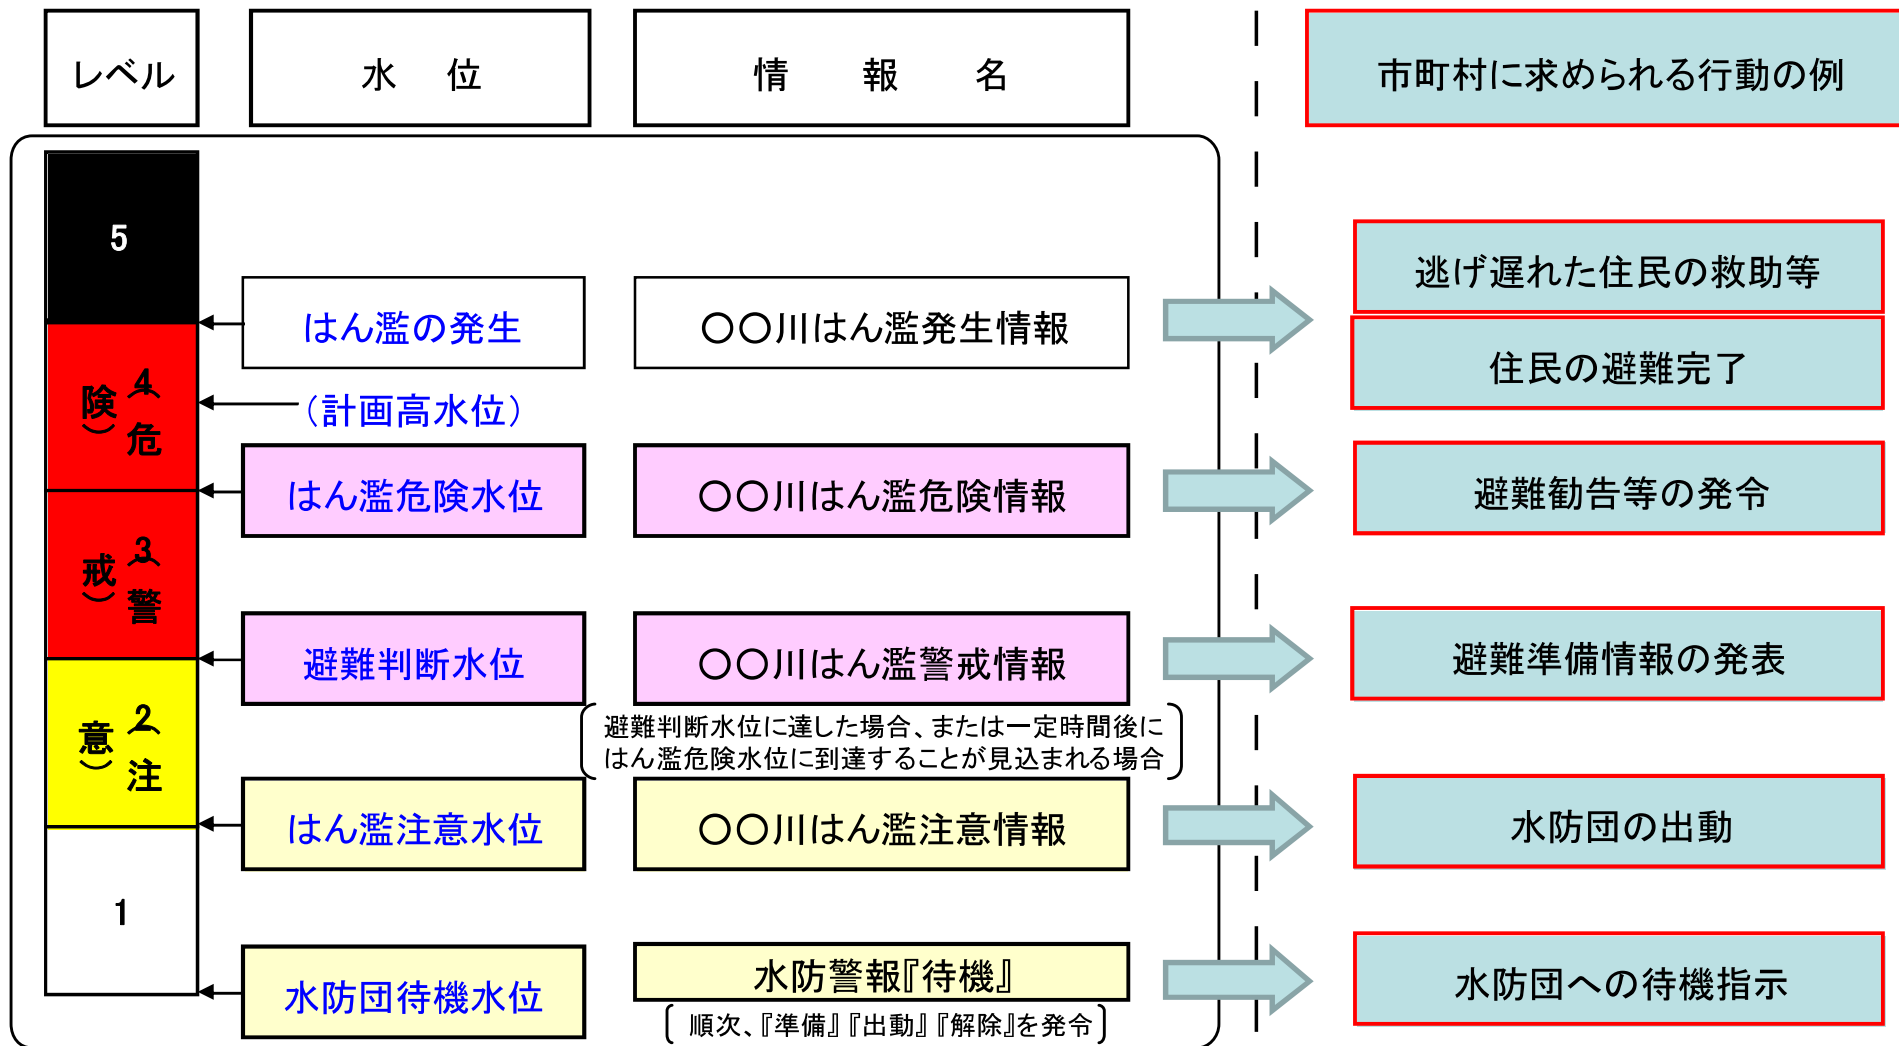 レベル
水 位
情 報 名
市町村に求められる行動の例
5
はん濫の発生
〇〇川はん濫発生情報
逃げ遅れた住民の救助等
住民の避難完了
4
（危険）
（計画高水位）
はん濫危険水位
〇〇川はん濫危険情報
避難勧告等の発令
3
（警戒）
避難判断水位
〇〇川はん濫警戒情報
避難準備情報の発表
避難判断水位に達した場合、または一定時間後に
はん濫危険水位に到達することが見込まれる場合
2
（注意）
はん濫注意水位
〇〇川はん濫注意情報
水防団の出動
1
水防団待機水位
水防警報『待機』
水防団への待機指示
順次、『準備』『出動』『解除』を発令